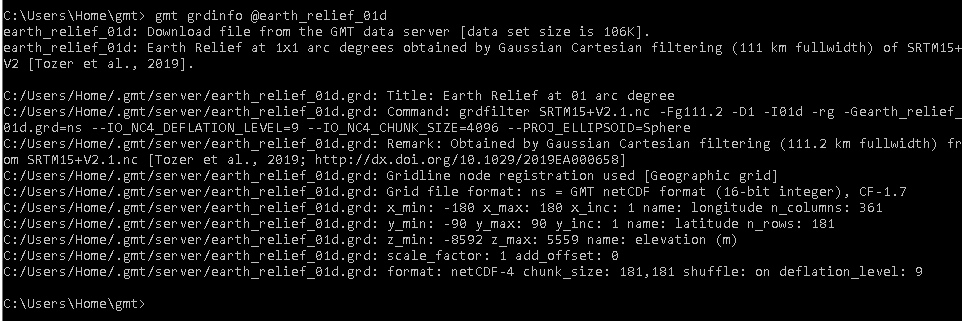 C:\Users\Home\gmt> gmt grdinfo @earth_relief_01d
earth_relief_01d: Download file from the GMT data server [data set size is 106K].
earth_relief_01d: Earth Relief at 1x1 arc degrees obtained by Gaussian Cartesian filtering (111 km fullwidth) of SRTM15+
V2 [Tozer et al., 2019].
C:/Users/Home/.gmt/server/earth_relief_01d.grd: Title: Earth Relief at 01 arc degree
C:/Users/Home/.gmt/server/earth_relief_01d.grd: Command: grdfilter SRTM15+V2.1.nc -Fg111.2 -D1 -I01d -rg -Gearth_relief_
01d.grd=ns --IO_NC4_DEFLATION_LEVEL=9 --IO_NC4_CHUNK_SIZE=4096 --PROJ_ELLIPSOID=Sphere
C:/Users/Home/.gmt/server/earth_relief_01d.grd: Remark: Obtained by Gaussian Cartesian filtering (111.2 km fullwidth) fr
om SRTM15+V2.1.nc [Tozer et al., 2019; http://dx.doi.org/10.1029/2019EA000658]
C:/Users/Home/.gmt/server/earth_relief_01d.grd: Gridline node registration used [Geographic grid]
C:/Users/Home/.gmt/server/earth_relief_01d.grd: Grid file format: ns = GMT netCDF format (16-bit integer), CF-1.7
C:/Users/Home/.gmt/server/earth_relief_01d.grd: x_min: -180 x_max: 180 x_inc: 1 name: longitude n_columns: 361
C:/Users/Home/.gmt/server/earth_relief_01d.grd: y_min: -90 y_max: 90 y_inc: 1 name: latitude n_rows: 181
C:/Users/Home/.gmt/server/earth_relief_01d.grd: z_min: -8592 z_max: 5559 name: elevation (m)
C:/Users/Home/.gmt/server/earth_relief_01d.grd: scale_factor: 1 add_offset: 0
C:/Users/Home/.gmt/server/earth_relief_01d.grd: format: netCDF-4 chunk_size: 181,181 shuffle: on deflation_level: 9
C:\Users\Home\gmt>